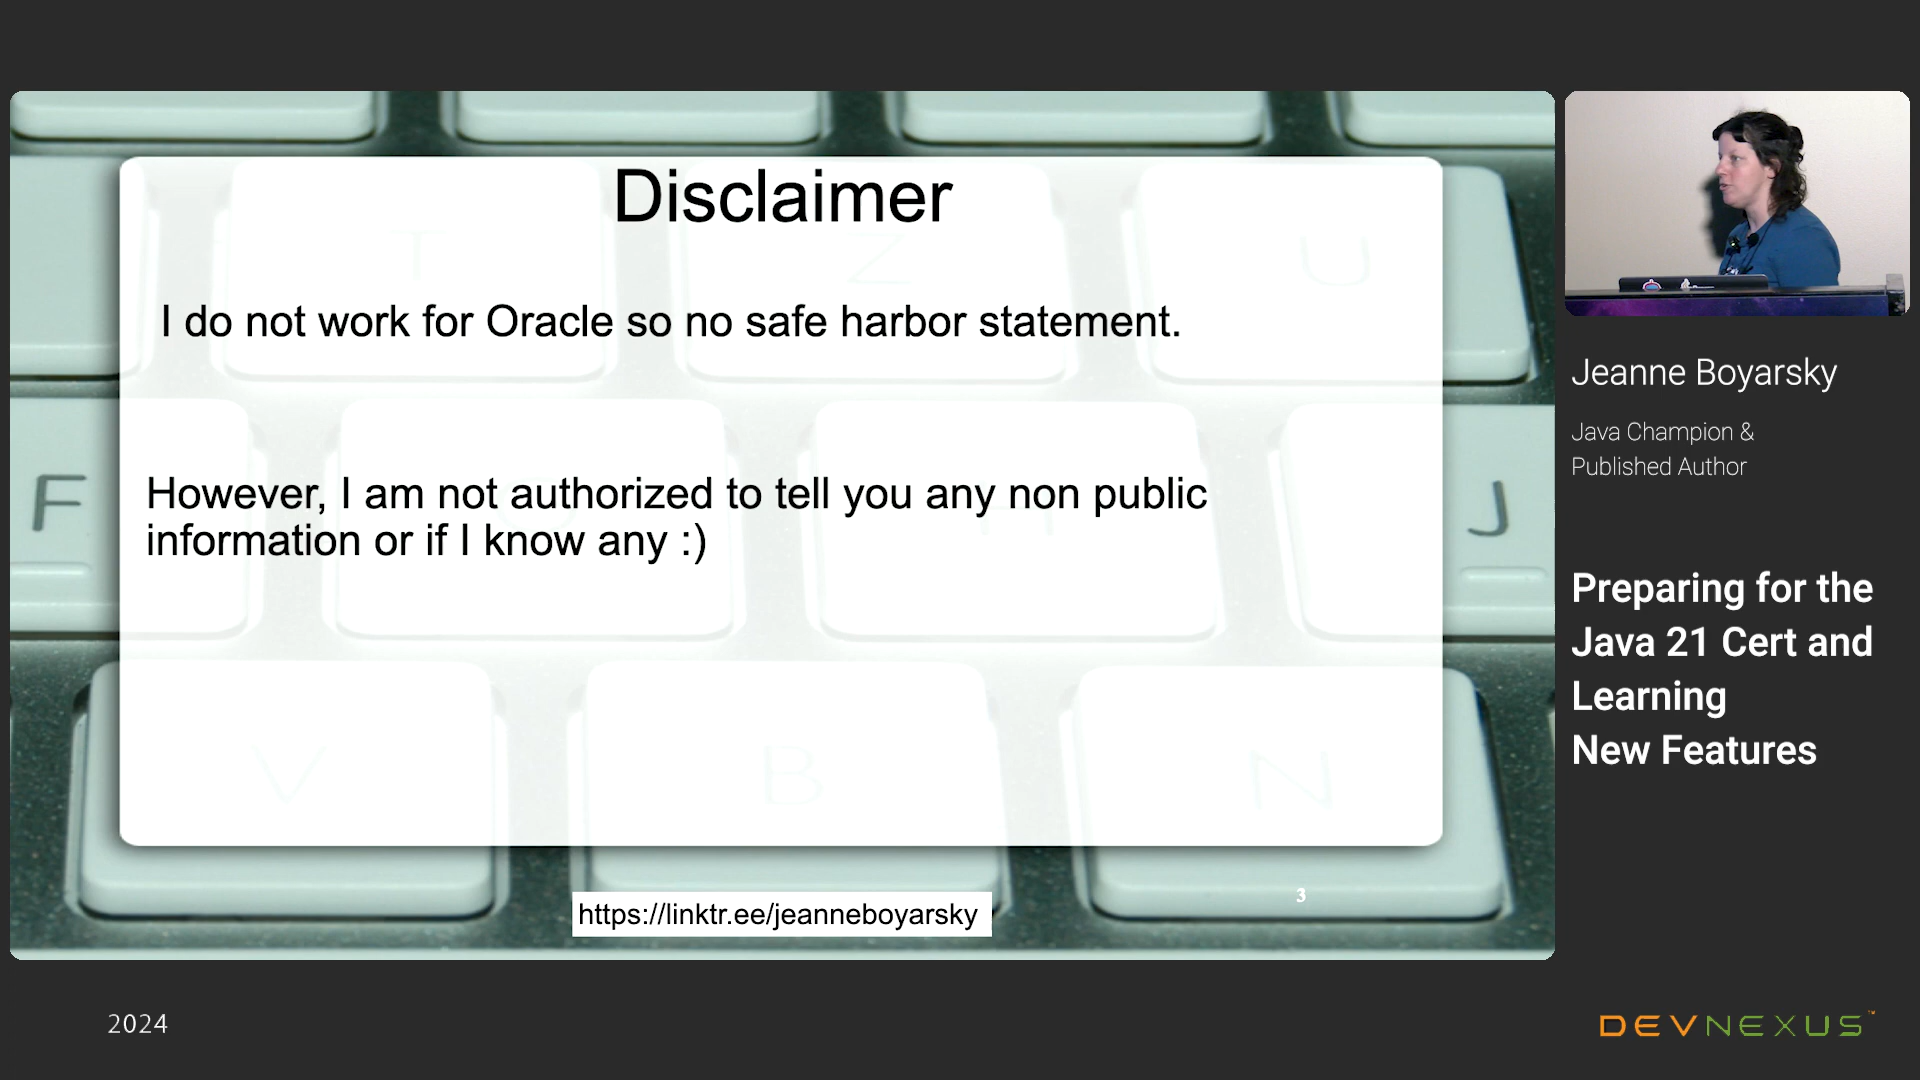 Disclaimer
I do not work for Oracle so no safe harbor statement.
However, I am not authorized to tell you any non public
information or if I know any :)
T
Z
U
F
J
V
B
N
3
https://linktr.ee/jeanneboyarsky
Jeanne Boyarsky
Java Champion &
Published Author
Preparing for the
Java 21 Cert and
Learning
New Features
2024
DEVNEXUS™